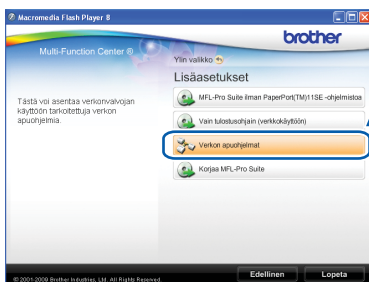 Macromedia Flash Player 8
brother
Multi-Function Center ®
Ylin valikko
Lisäasetukset
Tästä voi asentaa verkonvalvojan
käyttöön tarkoitettuja verkon
apuohjelmia.
MFL-Pro Suite ilman PaperPort(TM)11SE -ohjelmistoa
Vain tulostusohjain (verkkokäyttöön)
Verkon apuohjelmat
Korjaa MFL-Pro Suite
© 2001-2009 Brother Industries, Ltd. All Rights Reserved.
Edellinen
Lopeta